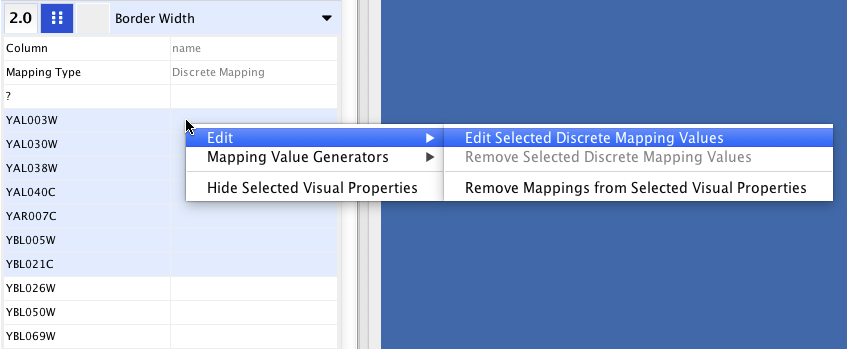 2.0 Border Width
Column name
Mapping Type Discrete Mapping
?
YAL003W
YAL030W
YAL038W
YAL040C
YAR007C
YBL005W
YBL021C
YBL026W
YBL050W
YBL069W
Edit
Mapping Value Generators
Hide Selected Visual Properties
Edit Selected Discrete Mapping Values
Remove Selected Discrete Mapping Values
Remove Mappings from Selected Visual Properties